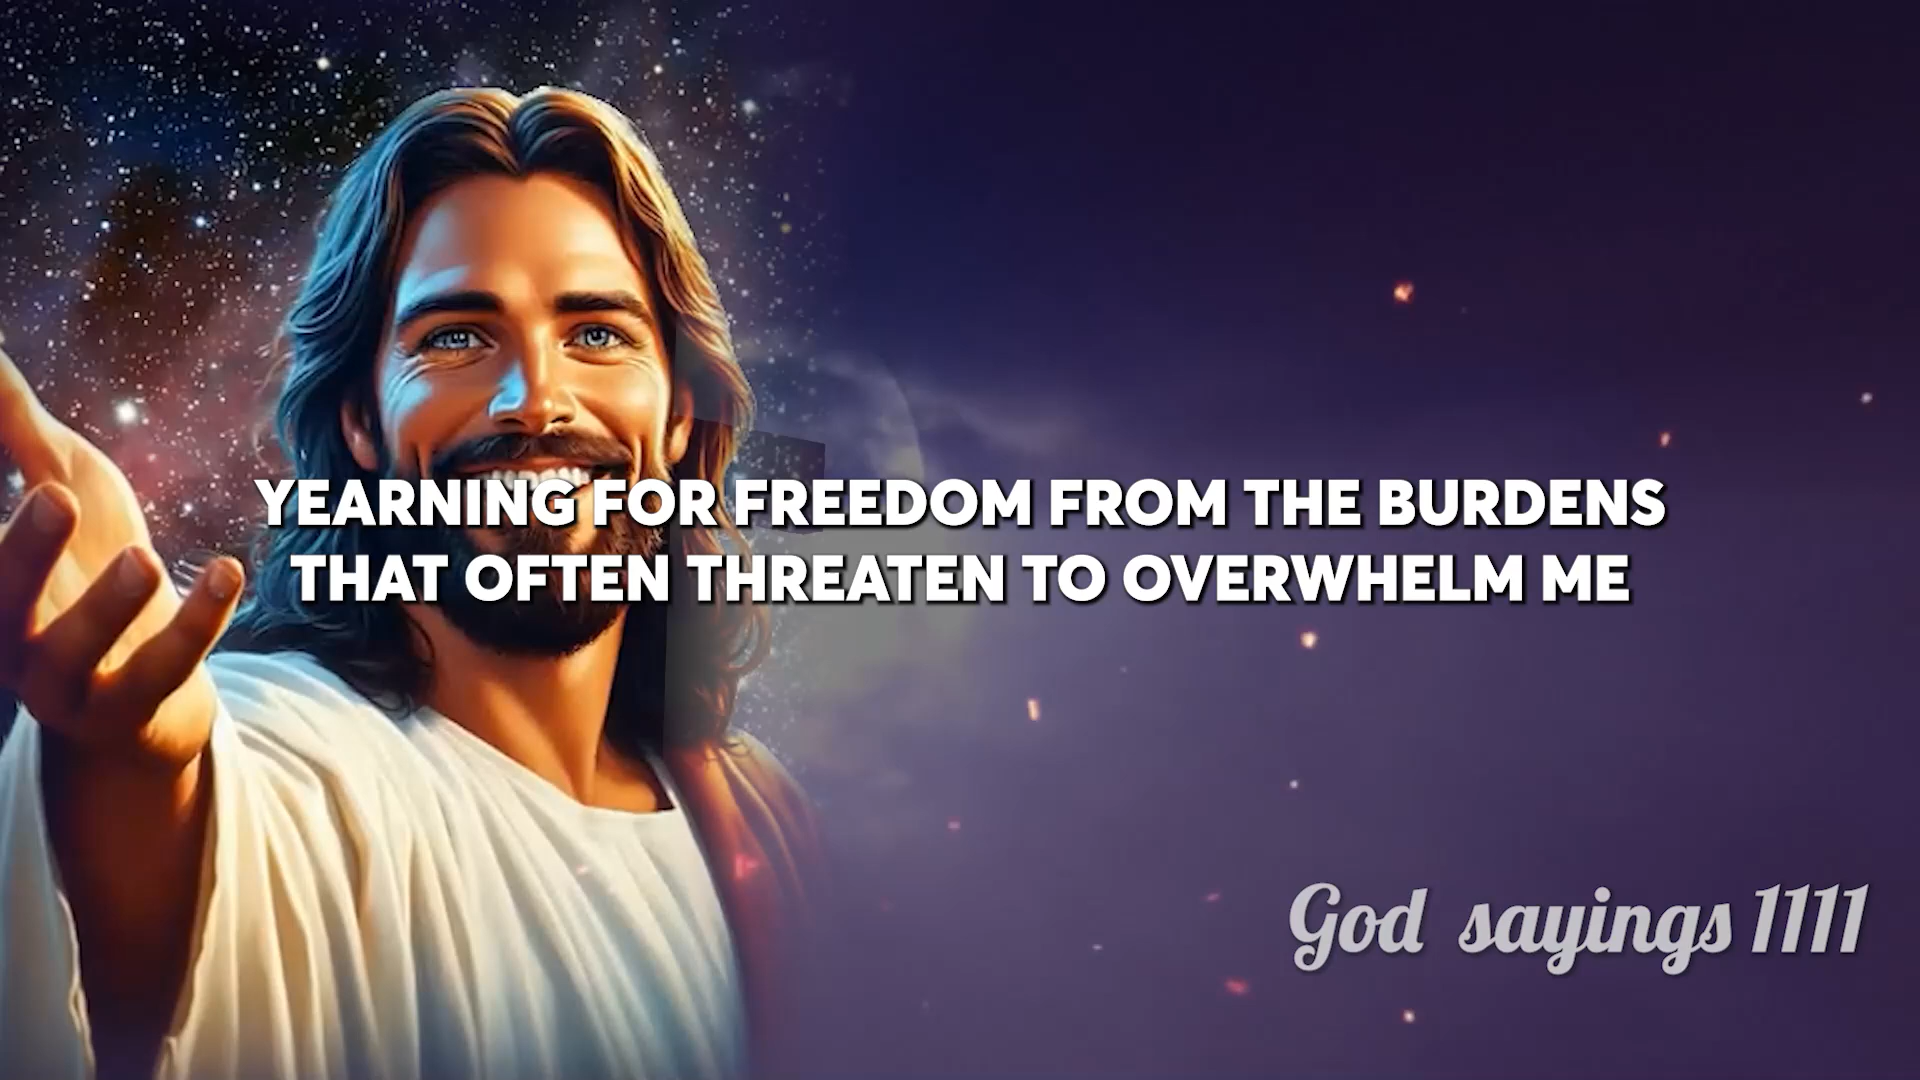 YEARNING FOR FREEDOM FROM THE BURDENS
THAT OFTEN THREATEN TO OVERWHELM ME
God sayings 1111